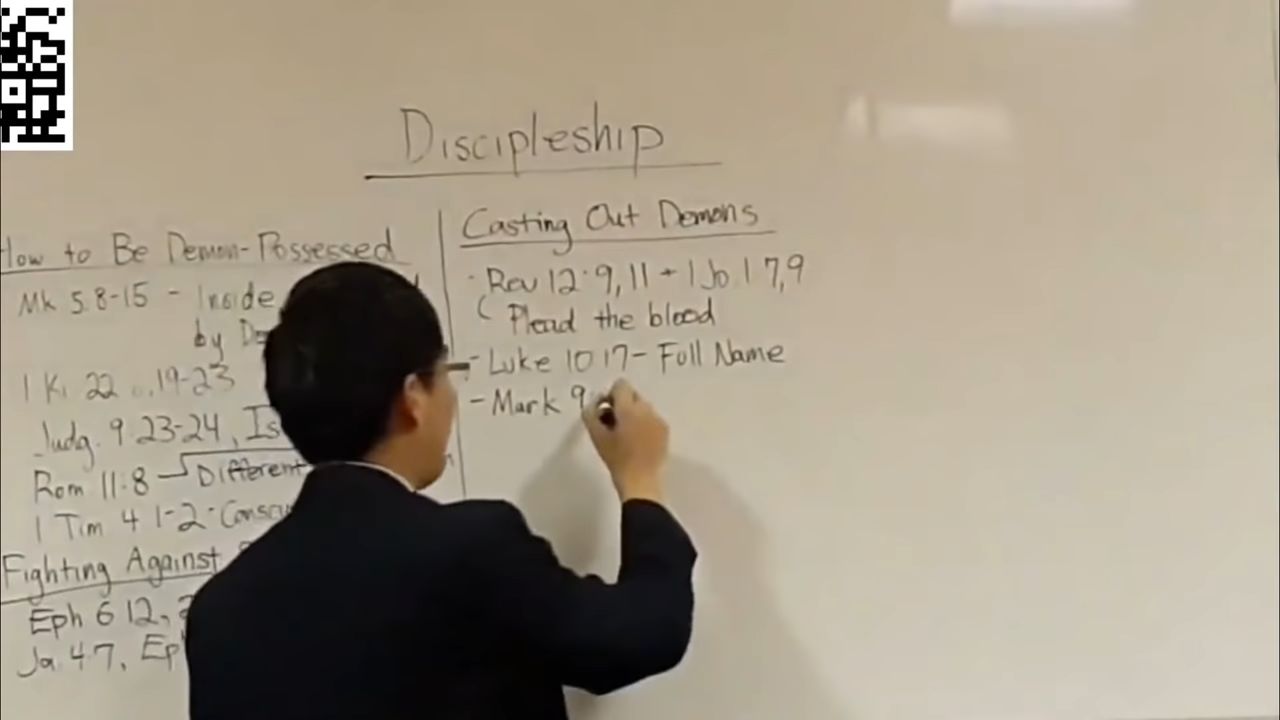 Discipleship
How to Be Demon-Possessed
Mk 5:8-15 - Inside
by
1 Ki 22 19-23
Judg. 9:23-24,
Rom 11:8 Different
1 Tim 4:1-2-
Fighting Against
Eph 6:12,
Ja. 4:7, Eph
Casting Out Demons
- Rev 12:9,11 + 1 Jo. 1:7,9
Plead the blood
- Luke 10:17- Full Name
- Mark 9: